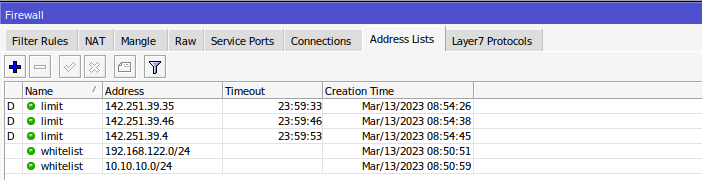 Firewall
Filter Rules NAT Mangle Raw Service Ports Connections Address Lists Layer7 Protocols
Name Address Timeout Creation Time
D limit 142.251.39.35 23:59:33 Mar/13/2023 08:54:26
D limit 142.251.39.46 23:59:46 Mar/13/2023 08:54:38
D limit 142.251.39.4 23:59:53 Mar/13/2023 08:54:45
whitelist 192.168.122.0/24 Mar/13/2023 08:50:51
whitelist 10.10.10.0/24 Mar/13/2023 08:50:59